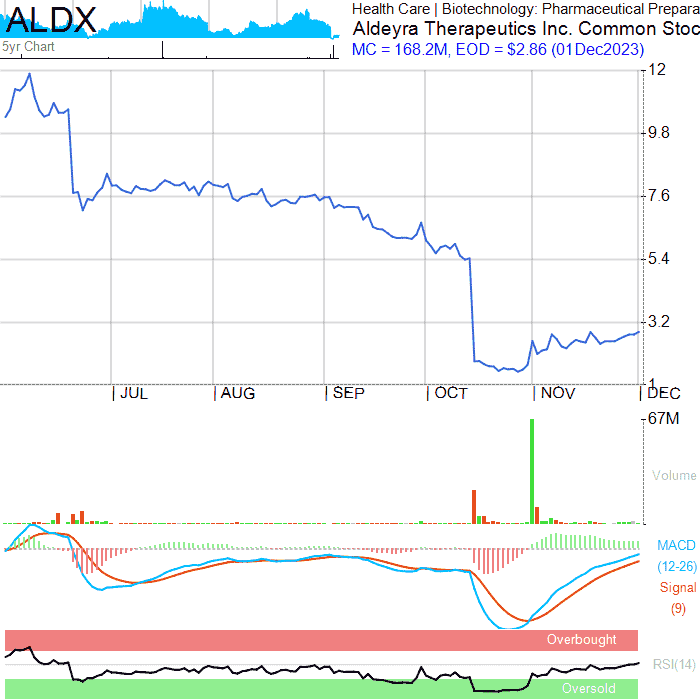 ALDX
5yr Chart
Health Care | Biotechnology: Pharmaceutical Prepara
Aldeyra Therapeutics Inc. Common Stoc
MC = 168.2M, EOD = $2.86 (01Dec2023)
12
9.8
7.6
5.4
3.2
1
JUL AUG SEP OCT NOV DEC
67M
Volume
MACD
(12-26)
Signal
(9)
Overbought
RSI(14)
Oversold